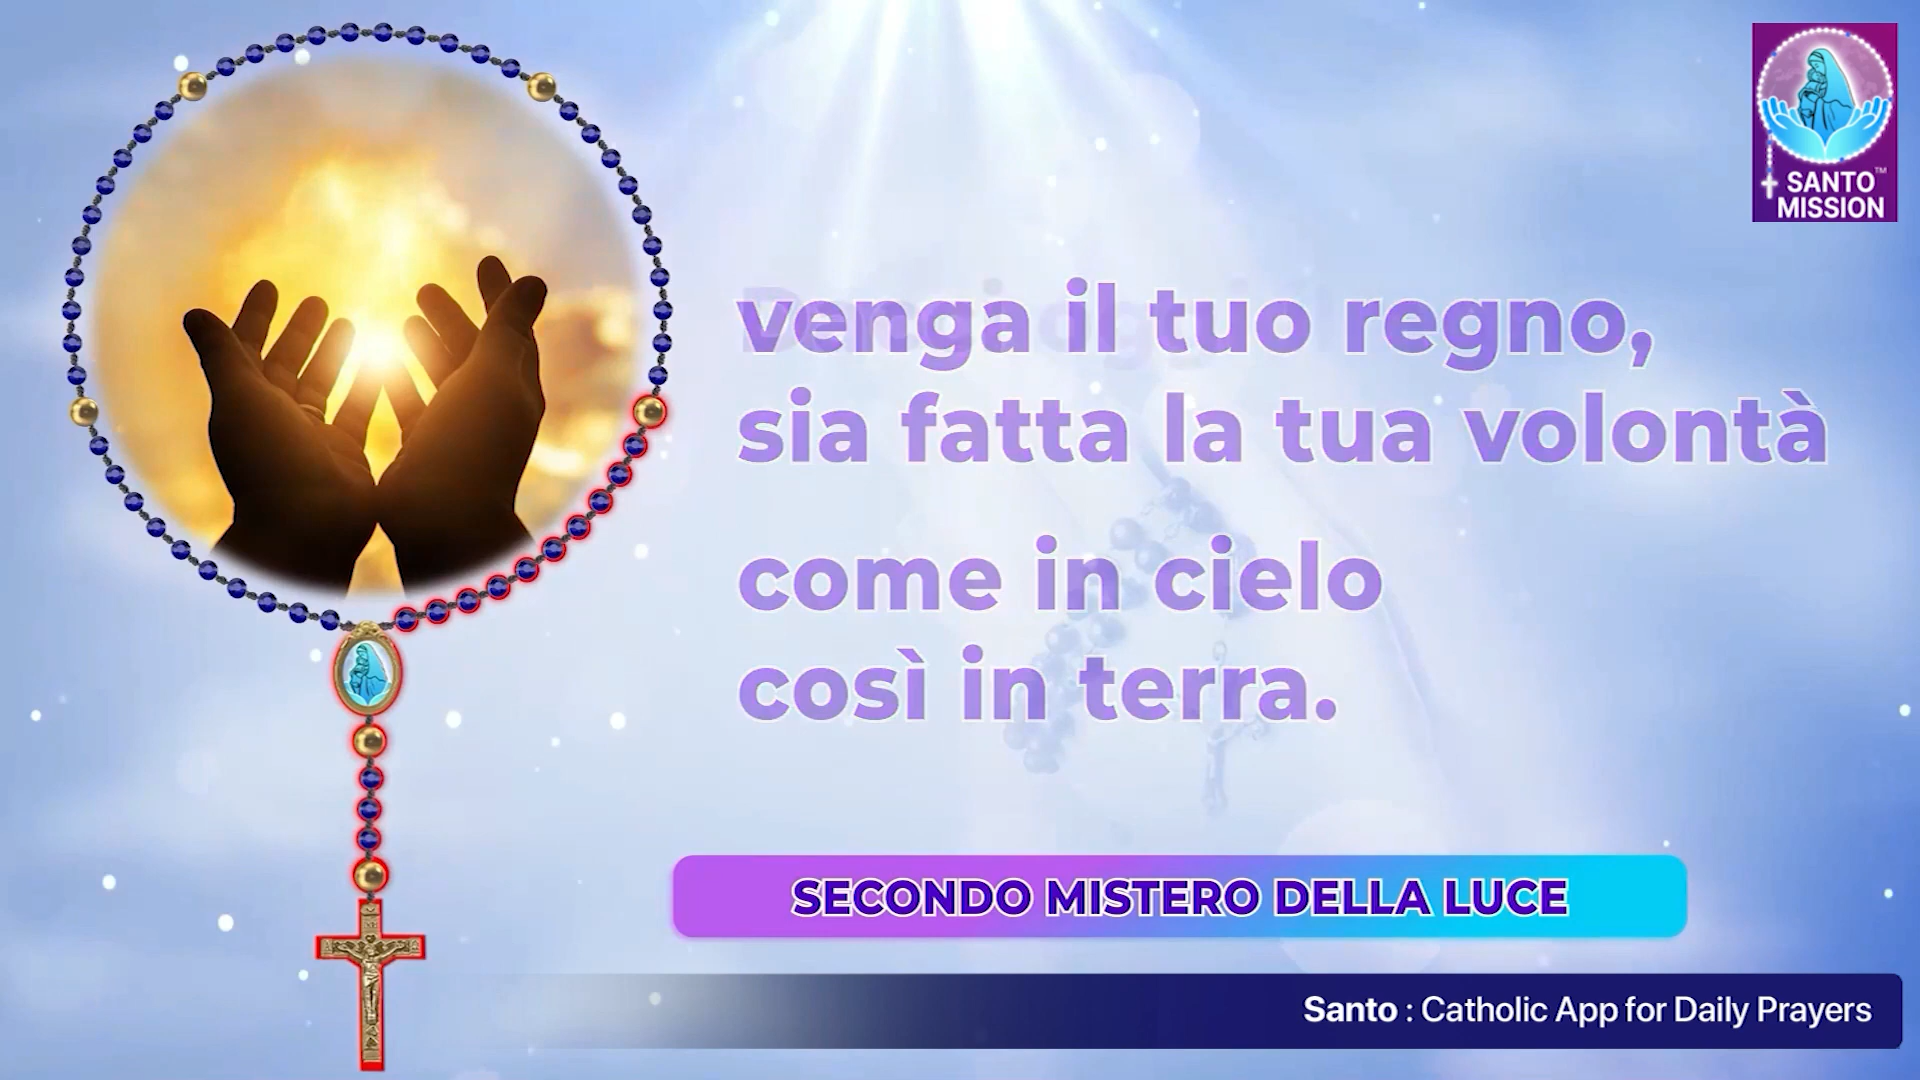 SANTO™
MISSION
venga il tuo regno,
sia fatta la tua volontà
come in cielo
così in terra.
SECONDO MISTERO DELLA LUCE
Santo : Catholic App for Daily Prayers